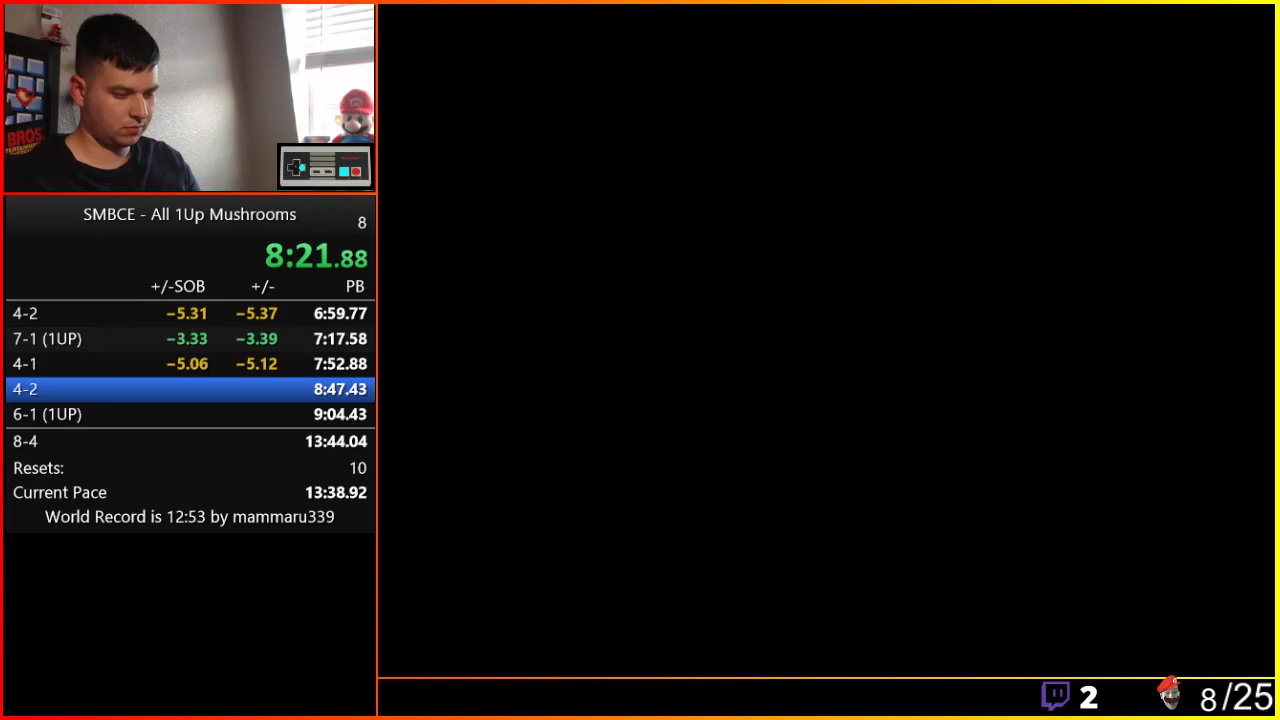 BROS.
SMBCE - All 1Up Mushrooms
8
8:21.88
+/-SOB +/- PB
4-2 −5.31 −5.37 6:59.77
7-1 (1UP) −3.33 −3.39 7:17.58
4-1 −5.06 −5.12 7:52.88
4-2 8:47.43
6-1 (1UP) 9:04.43
8-4 13:44.04
Resets: 10
Current Pace 13:38.92
World Record is 12:53 by mammaru339
2
8/25